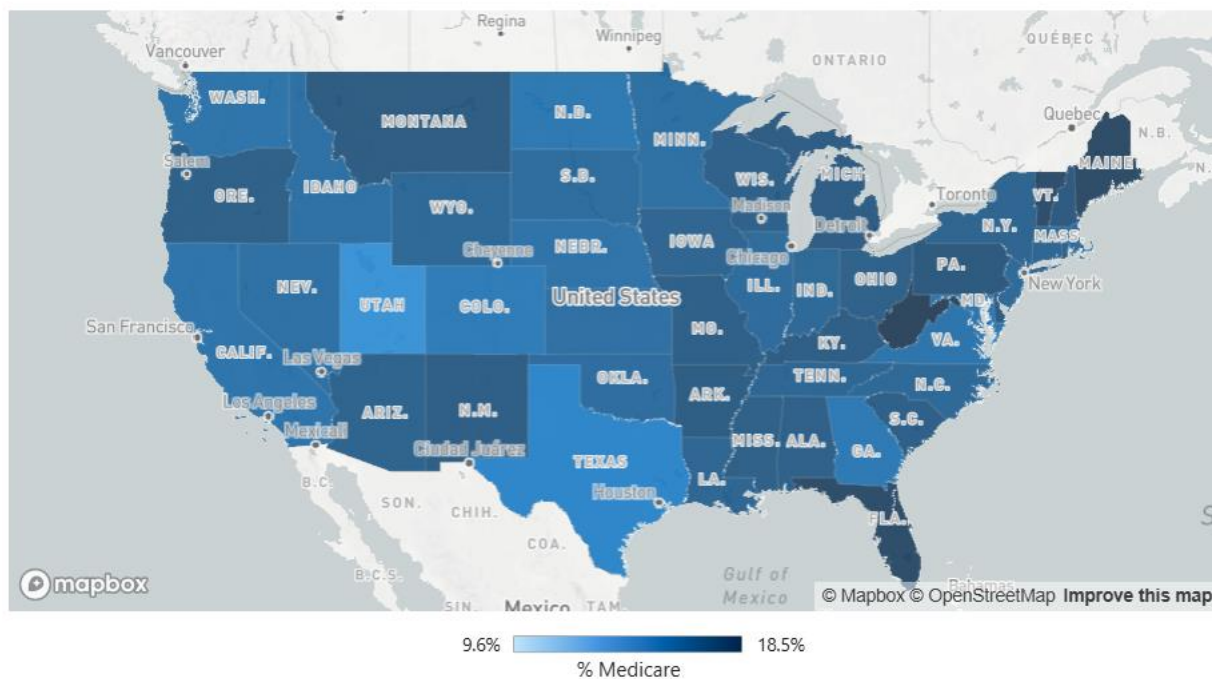 Regina
Winnipeg
Vancouver
ONTARIO
QUÉBEC
WASH.
MONTANA
N.D.
MINN.
Quebec
N.B.
MAINE
Salem
ORE.
IDAHO
S.D.
WIS.
MICH
VT.
Toronto
WYO.
Madison
Detroit
N.Y.
MASS
Cheyenne
NEBR.
IOWA
Chicago
NEV.
UTAH
COLO.
United States
ILL.
IND.
OHIO
PA.
New York
MD.
San Francisco
CALIF.
Las Vegas
MO.
KY.
VA.
Los Angeles
Mexicali
ARIZ.
N.M.
OKLA.
ARK.
TENN.
N.C.
S.C.
Ciudad Juárez
TEXAS
MISS.
ALA.
GA.
LA.
B.C.
SON.
CHIH.
Houston
FLA.
COA.
B.C.S.
Gulf of
Mexico
Bahamas
SIN.
Mexico
TAM.
mapbox
© Mapbox © OpenStreetMap Improve this map
9.6% 18.5%
% Medicare